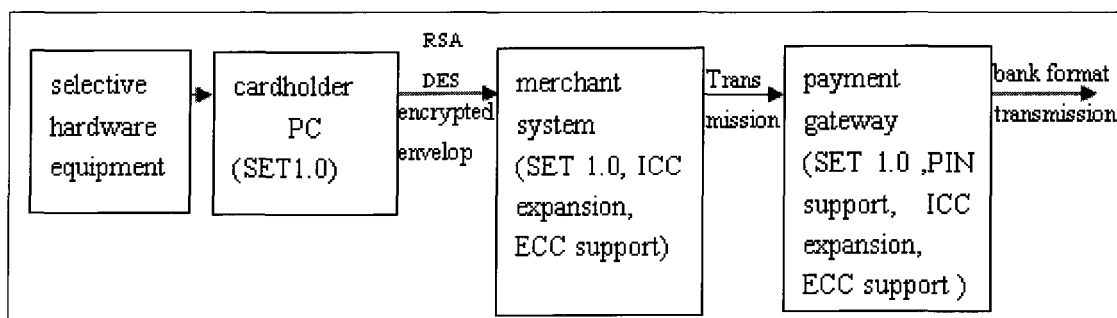 selective
hardware
equipment
cardholder
PC
(SET1.0)
RSA
DES
encrypted
envelop
merchant
system
(SET 1.0, ICC
expansion,
ECC support)
Trans
mission
payment
gateway
(SET 1.0 ,PIN
support, ICC
expansion,
ECC support )
bank format
transmission